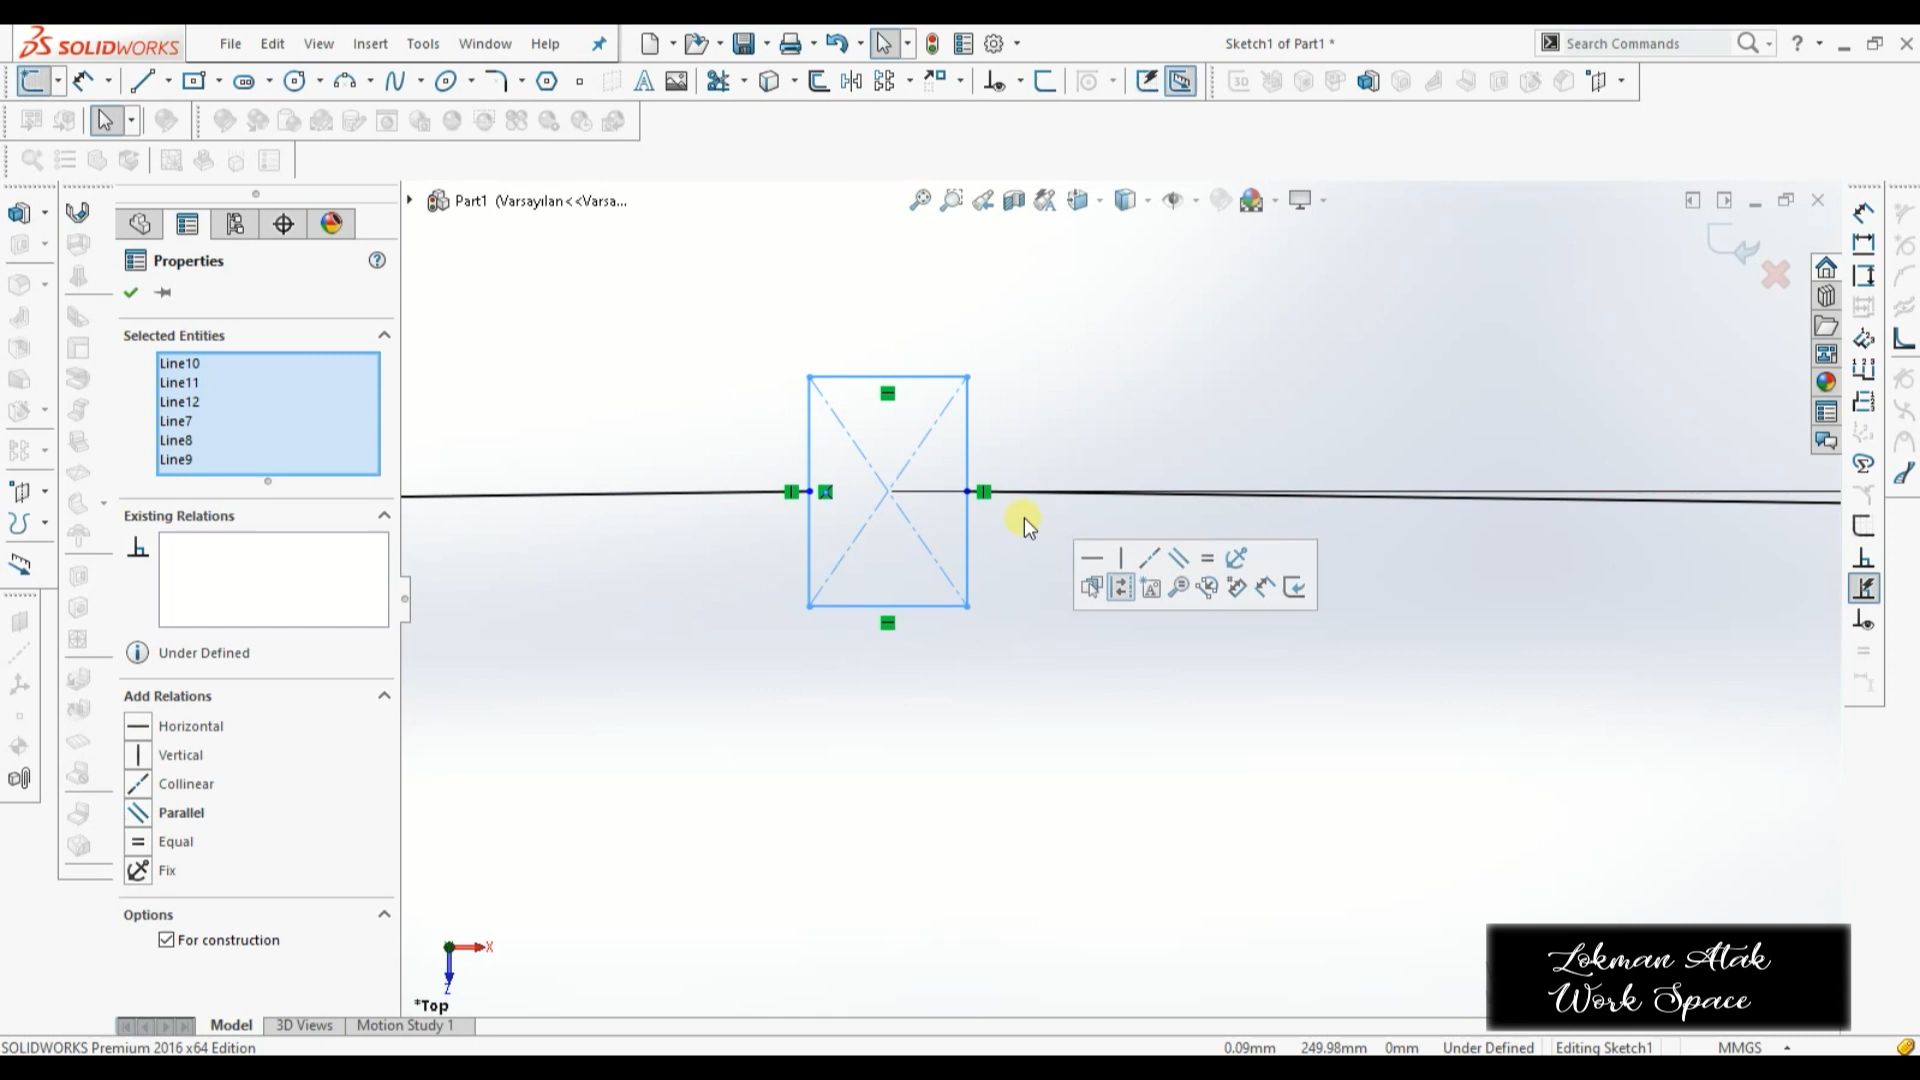 SOLIDWORKS
File Edit View Insert Tools Window Help
Sketch1 of Part1 *
Search Commands
?
3D
Part1 (Varsayılan<<Varsa...
Properties
Selected Entities
Line10
Line11
Line12
Line7
Line8
Line9
Existing Relations
Under Defined
Add Relations
Horizontal
Vertical
Collinear
Parallel
Equal
Fix
Options
For construction
X
Z
*Top
Lokman Atak
Work Space
Model 3D Views Motion Study 1
SOLIDWORKS Premium 2016 x64 Edition
0.09mm 249.98mm 0mm Under Defined Editing Sketch1 MMGS